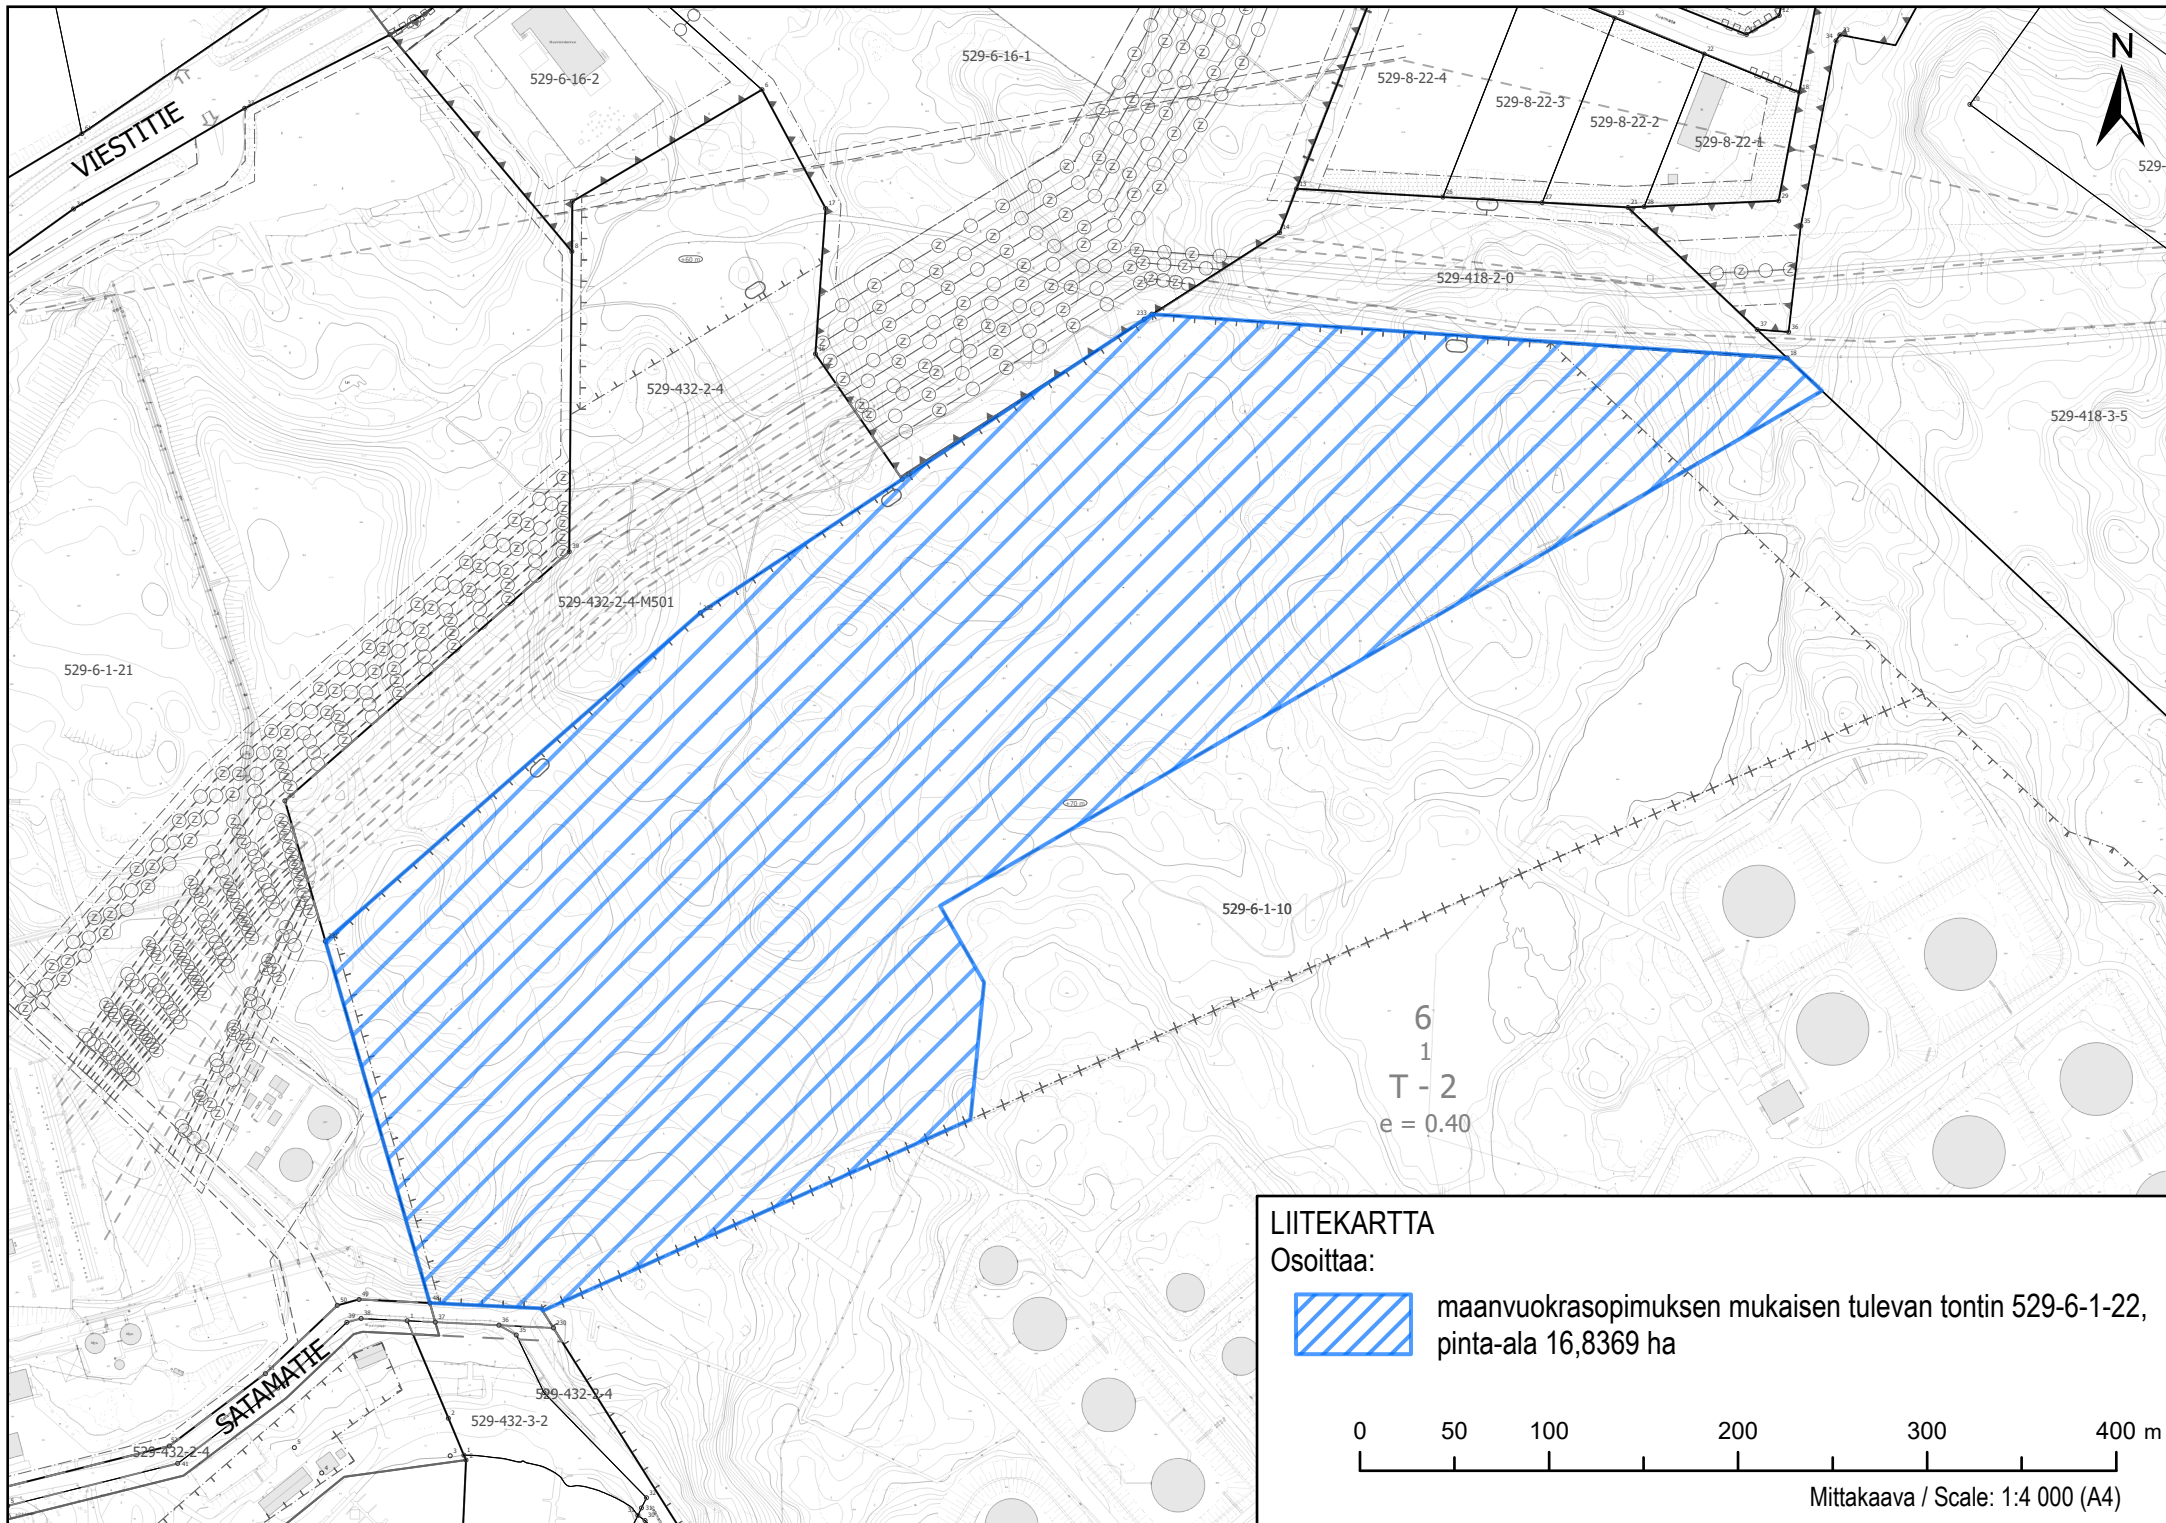 529-6-16-1
529-6-16-2
529-8-22-4
529-8-22-3
529-8-22-2
529-8-22-1
N
529-
VIESTITIE
+60 m
529-418-2-0
529-432-2-4
529-418-3-5
529-432-2-4-M501
529-6-1-21
+70 m
529-6-1-10
6
1
T - 2
e = 0.40
SATAMATIE
529-432-2-4
529-432-3-2
529-432-2-4
LIITEKARTTA
Osoittaa:
maanvuokrasopimuksen mukaisen tulevan tontin 529-6-1-22,
pinta-ala 16,8369 ha
0 50 100 200 300 400 m
Mittakaava / Scale: 1:4 000 (A4)